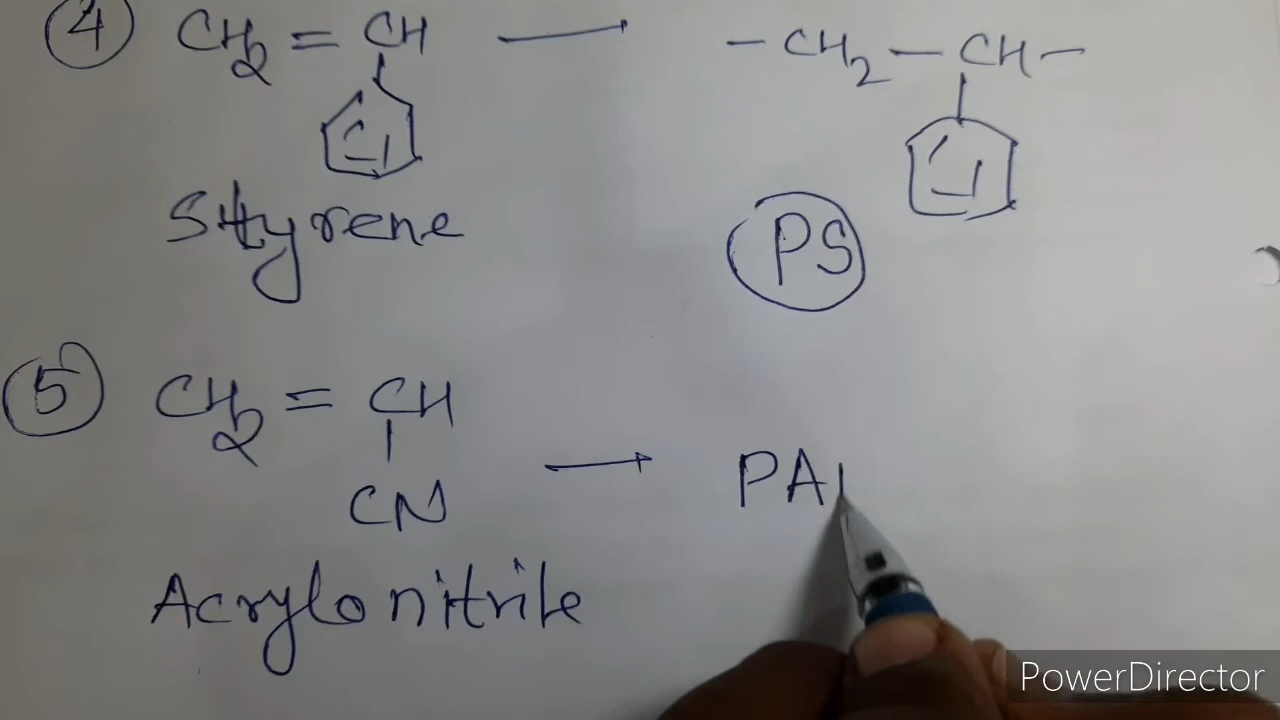 4 CH2 = CH ⟶ - CH2 - CH -
Styrene
PS
5 CH2 = CH
CN ⟶ PA
Acrylonitrile
PowerDirector